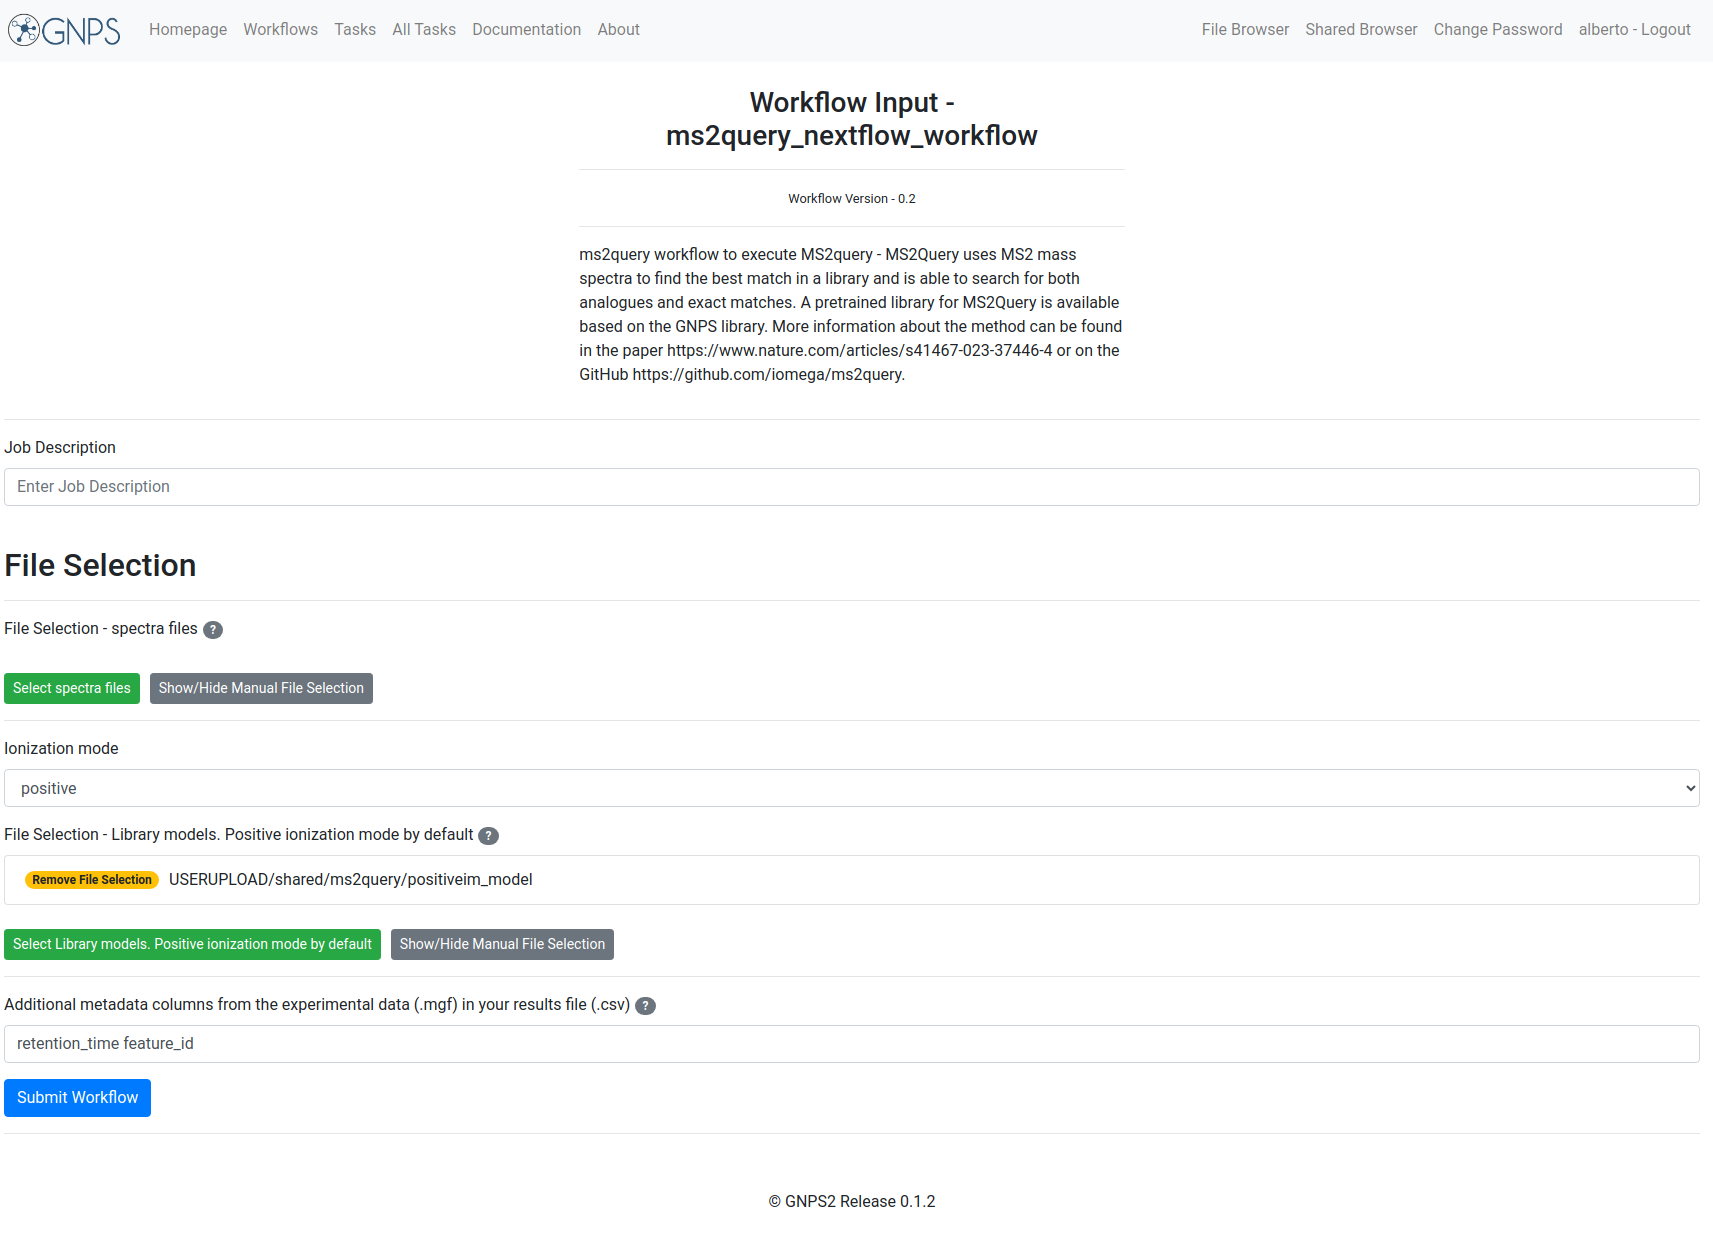 GNPS Homepage Workflows Tasks All Tasks Documentation About File Browser Shared Browser Change Password alberto - Logout
Workflow Input -
ms2query_nextflow_workflow
Workflow Version - 0.2
ms2query workflow to execute MS2query - MS2Query uses MS2 mass
spectra to find the best match in a library and is able to search for both
analogues and exact matches. A pretrained library for MS2Query is available
based on the GNPS library. More information about the method can be found
in the paper https://www.nature.com/articles/s41467-023-37446-4 or on the
GitHub https://github.com/iomega/ms2query.
Job Description
Enter Job Description
File Selection
File Selection - spectra files ?
Select spectra files Show/Hide Manual File Selection
Ionization mode
positive
File Selection - Library models. Positive ionization mode by default ?
Remove File Selection USERUPLOAD/shared/ms2query/positiveim_model
Select Library models. Positive ionization mode by default Show/Hide Manual File Selection
Additional metadata columns from the experimental data (.mgf) in your results file (.csv) ?
retention_time feature_id
Submit Workflow
© GNPS2 Release 0.1.2